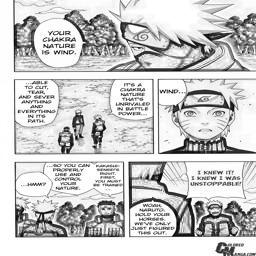 YOUR
CHAKRA
NATURE
IS WIND.
WIND...
IT'S A
CHAKRA
NATURE
THAT'S
UNRIVALED
IN BATTLE
POWER...
...ABLE
TO CUT,
TEAR,
AND SEVER
ANYTHING
AND
EVERYTHING
IN ITS
PATH.
I KNEW IT!
I KNEW I WAS
UNSTOPPABLE!
WOAH,
NARUTO.
HOLD YOUR
HORSES.
WE'VE ONLY
JUST FIGURED
THIS OUT.
KAKASHI-
SENSEI'S
RIGHT.
FIRST,
YOU MUST
BE TRAINED
...SO YOU CAN
PROPERLY
USE AND
CONTROL
YOUR
NATURE.
...HMM?
COLORED
MANGA.COM